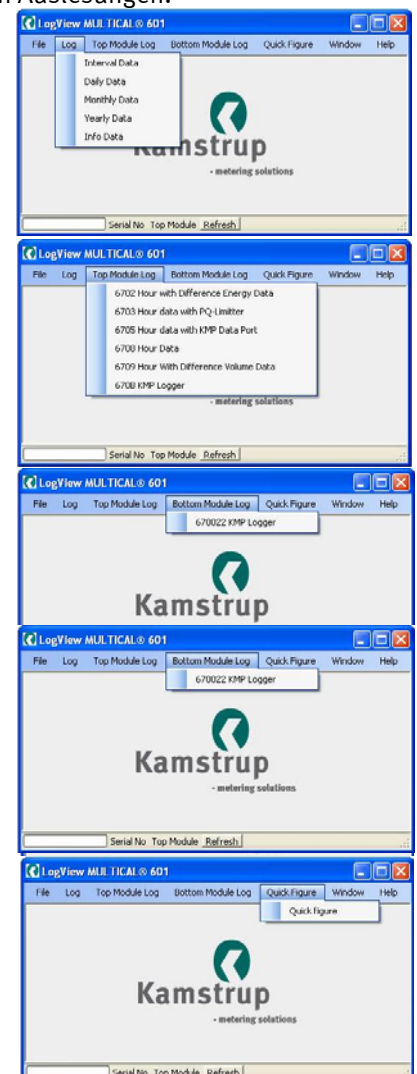 n Auslesungen.
LogView MULTICAL® 601
File Log Top Module Log Bottom Module Log Quick Figure Window Help
Interval Data
Daily Data
Monthly Data
Yearly Data
Info Data
Kamstrup
- metering solutions
Serial No Top Module Refresh
LogView MULTICAL® 601
File Log Top Module Log Bottom Module Log Quick Figure Window Help
6702 Hour with Difference Energy Data
6703 Hour data with PQ-Limitter
6705 Hour data with KMP Data Port
6708 Hour Data
6709 Hour With Difference Volume Data
670B KMP Logger
- metering solutions
Serial No Top Module Refresh
LogView MULTICAL® 601
File Log Top Module Log Bottom Module Log Quick Figure Window Help
670022 KMP Logger
Kamstrup
LogView MULTICAL® 601
File Log Top Module Log Bottom Module Log Quick Figure Window Help
670022 KMP Logger
Kamstrup
- metering solutions
Serial No Top Module Refresh
LogView MULTICAL® 601
File Log Top Module Log Bottom Module Log Quick Figure Window Help
Quick figure
Kamstrup
- metering solutions
Serial No Top Module Refresh